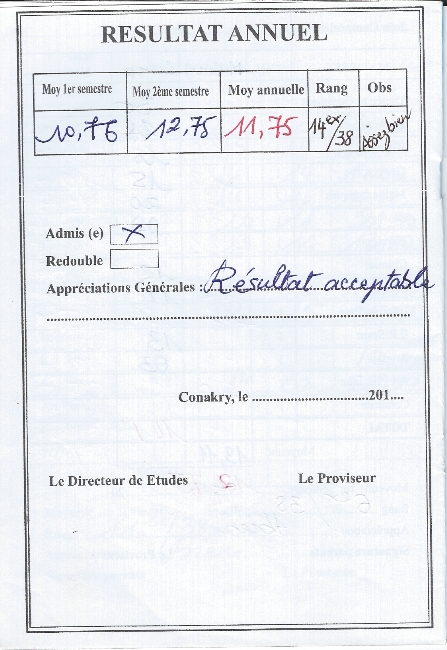 RESULTAT ANNUEL
Moy 1er semestre Moy 2ème semestre Moy annuelle Rang Obs
10,76 12,75 11,75 14ex/38 Assez bien
Admis (e) X
Redouble
Appréciations Générales : Résultat acceptable
Conakry, le ..................................201....
Le Directeur de Etudes Le Proviseur